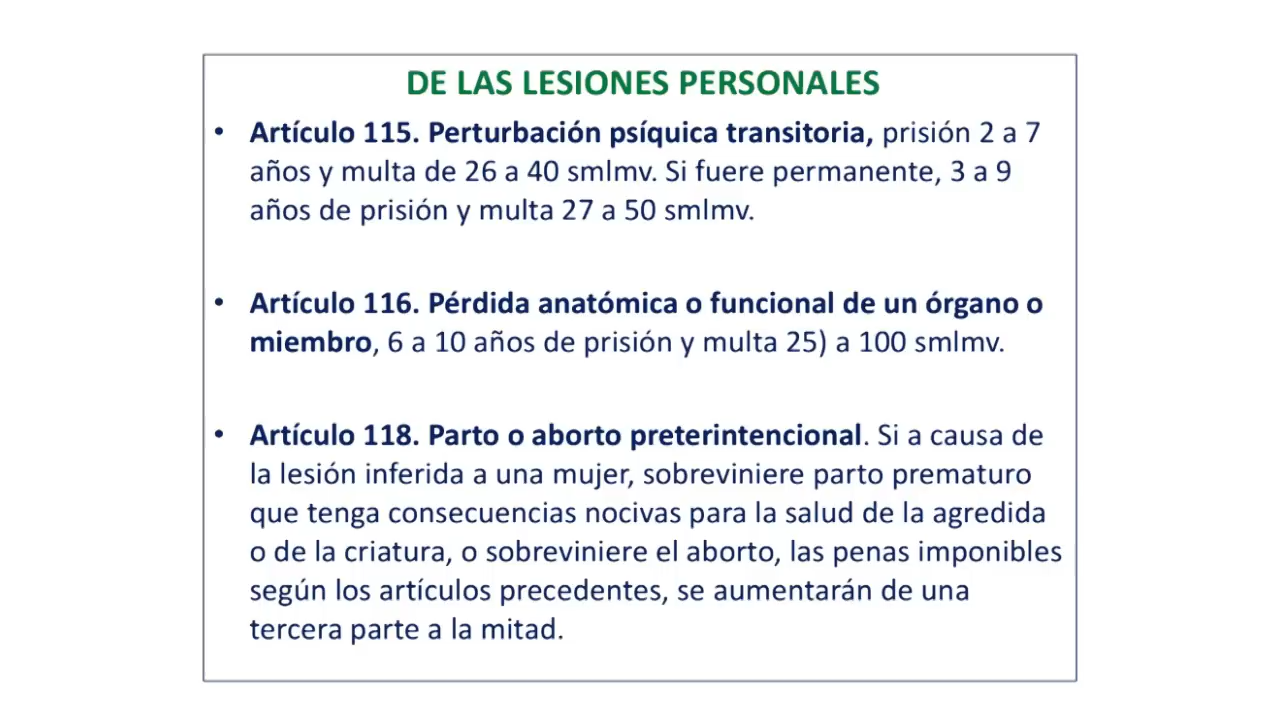 DE LAS LESIONES PERSONALES
• Artículo 115. Perturbación psíquica transitoria, prisión 2 a 7
años y multa de 26 a 40 smlmv. Si fuere permanente, 3 a 9
años de prisión y multa 27 a 50 smlmv.
• Artículo 116. Pérdida anatómica o funcional de un órgano o
miembro, 6 a 10 años de prisión y multa 25) a 100 smlmv.
• Artículo 118. Parto o aborto preterintencional. Si a causa de
la lesión inferida a una mujer, sobreviniere parto prematuro
que tenga consecuencias nocivas para la salud de la agredida
o de la criatura, o sobreviniere el aborto, las penas imponibles
según los artículos precedentes, se aumentarán de una
tercera parte a la mitad.